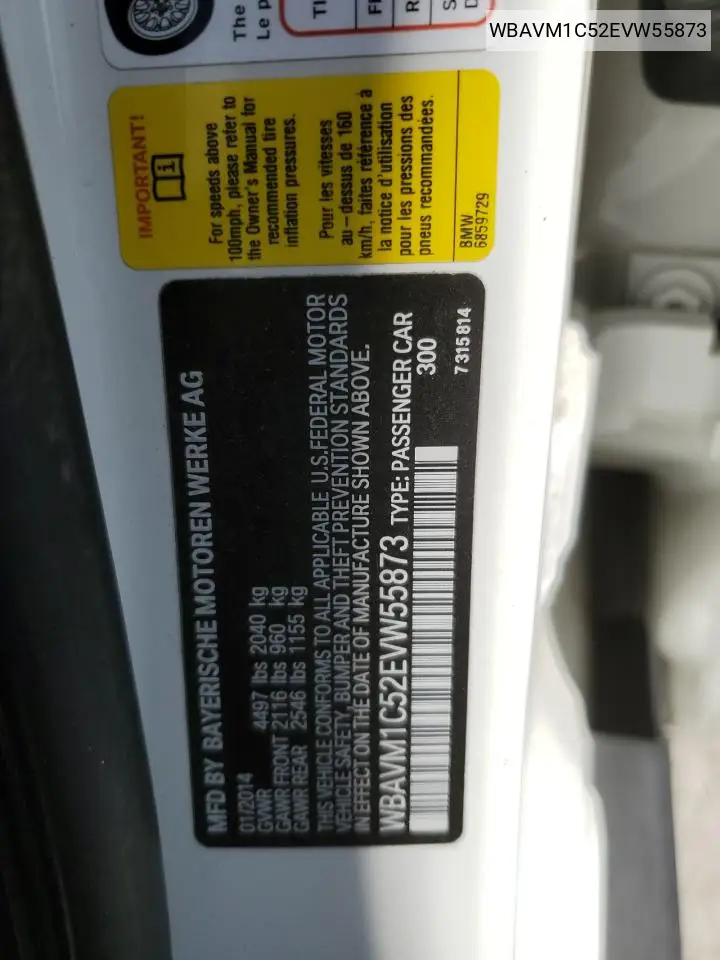 WBAVM1C52EVW55873
The
Le p
TI
F
R
S
D
IMPORTANT!
For speeds above
100mph, please refer to
the Owner's Manual for
recommended tire
inflation pressures.
Pour les vitesses
au - dessus de 160
km/h, faites référence à
la notice d'utilisation
pour les pressions des
pneus recommandées.
BMW
6859729
MFD BY BAYERISCHE MOTOREN WERKE AG
01/2014
GVWR 4497 lbs 2040 kg
GAWR FRONT 2116 lbs 960 kg
GAWR REAR 2546 lbs 1155 kg
THIS VEHICLE CONFORMS TO ALL APPLICABLE U.S.FEDERAL MOTOR
VEHICLE SAFETY, BUMPER AND THEFT PREVENTION STANDARDS
IN EFFECT ON THE DATE OF MANUFACTURE SHOWN ABOVE.
WBAVM1C52EVW55873 TYPE: PASSENGER CAR
300
7315814